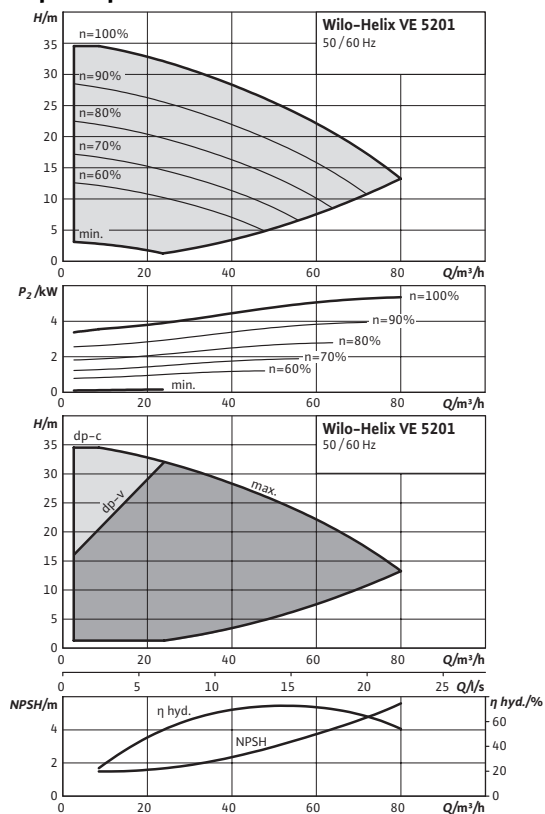 H/m
Wilo-Helix VE 5201
50/60 Hz
n=100%
35
30
n=90%
25
n=80%
20
n=70%
15
n=60%
10
5
min.
0
0 20 40 60 80 Q/m³/h
P₂/kW
n=100%
4
n=90%
n=80%
2
n=70%
n=60%
min.
0
0 20 40 60 80 Q/m³/h
H/m
Wilo-Helix VE 5201
50/60 Hz
dp-c
35
30
max.
25
dp-v
20
15
10
5
0
0 20 40 60 80 Q/m³/h
0 5 10 15 20 25 Q/l/s
NPSH/m
η hyd./%
η hyd.
60
4
NPSH
40
2
20
0
0
0 20 40 60 80 Q/m³/h